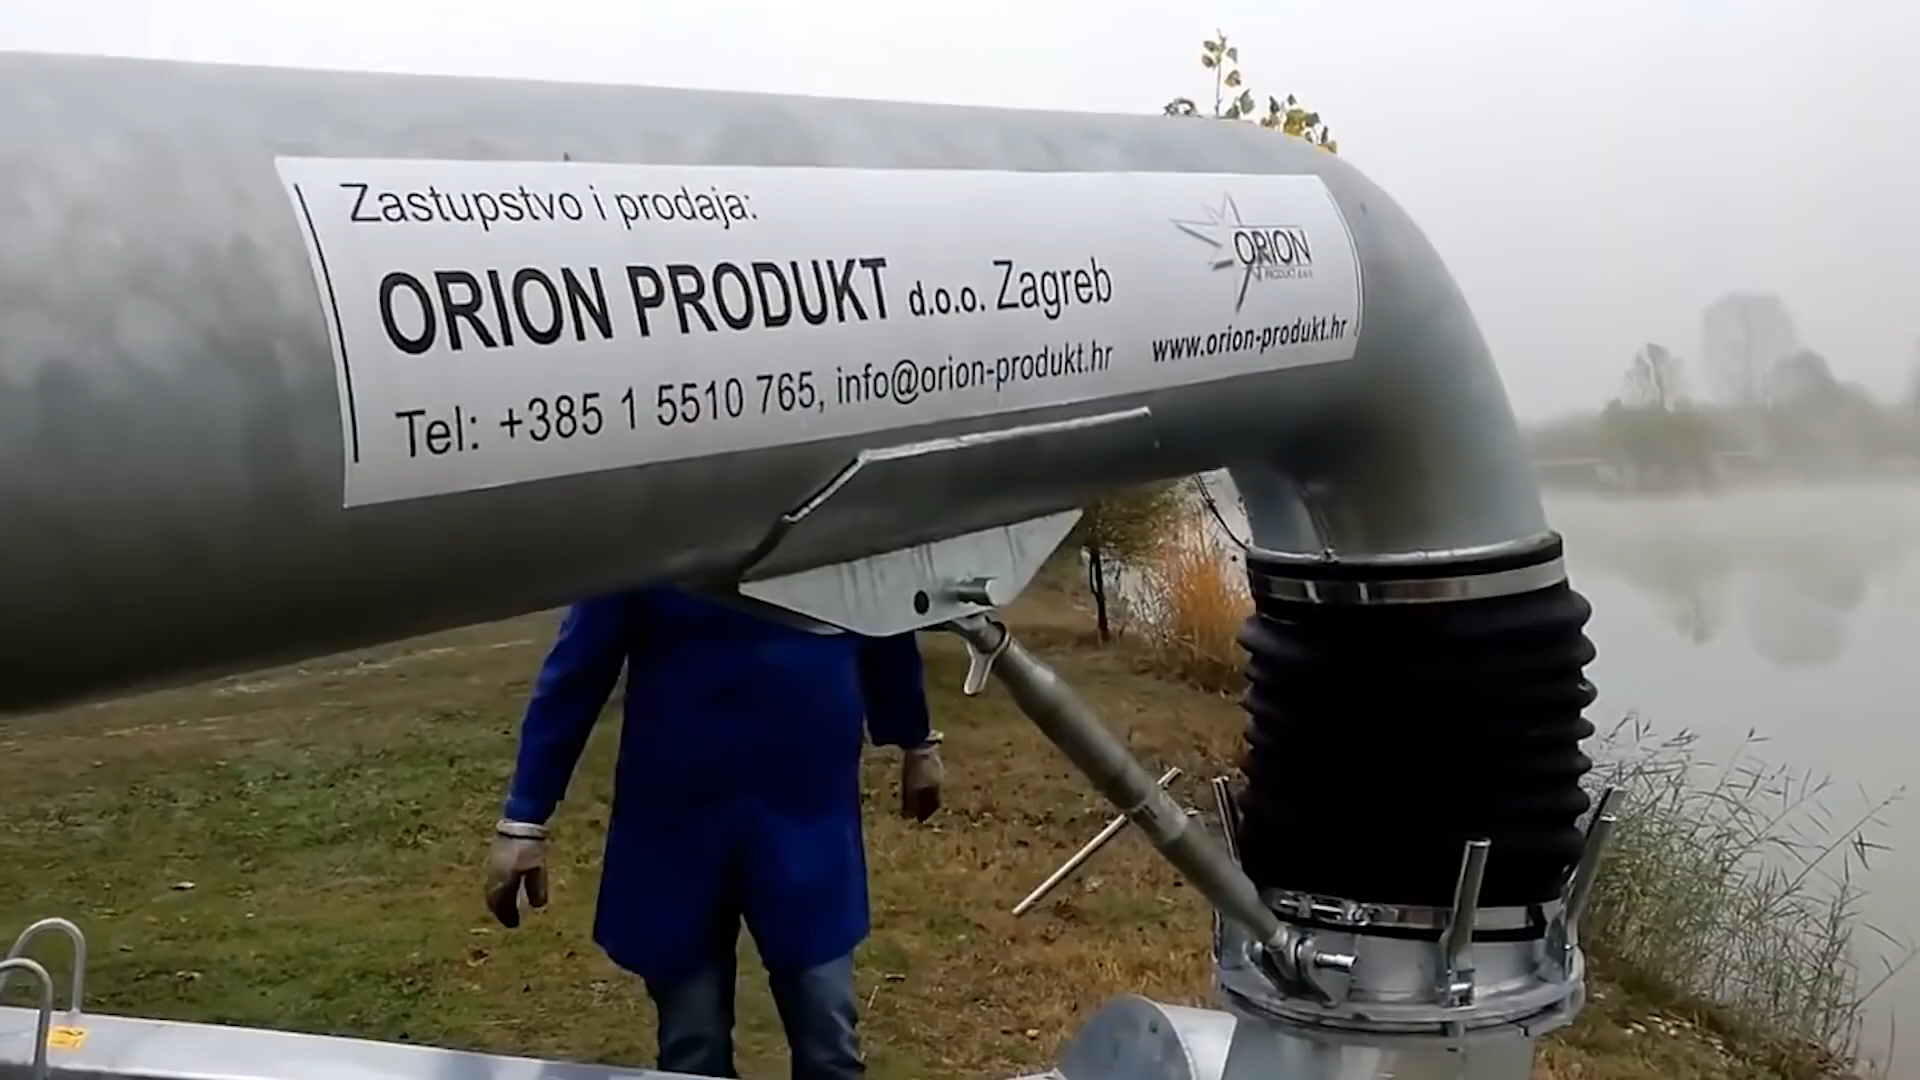 Zastupstvo i prodaja:
ORION PRODUKT d.o.o. Zagreb
Tel: +385 1 5510 765, info@orion-produkt.hr
ORION
PRODUKT d.o.o.
www.orion-produkt.hr